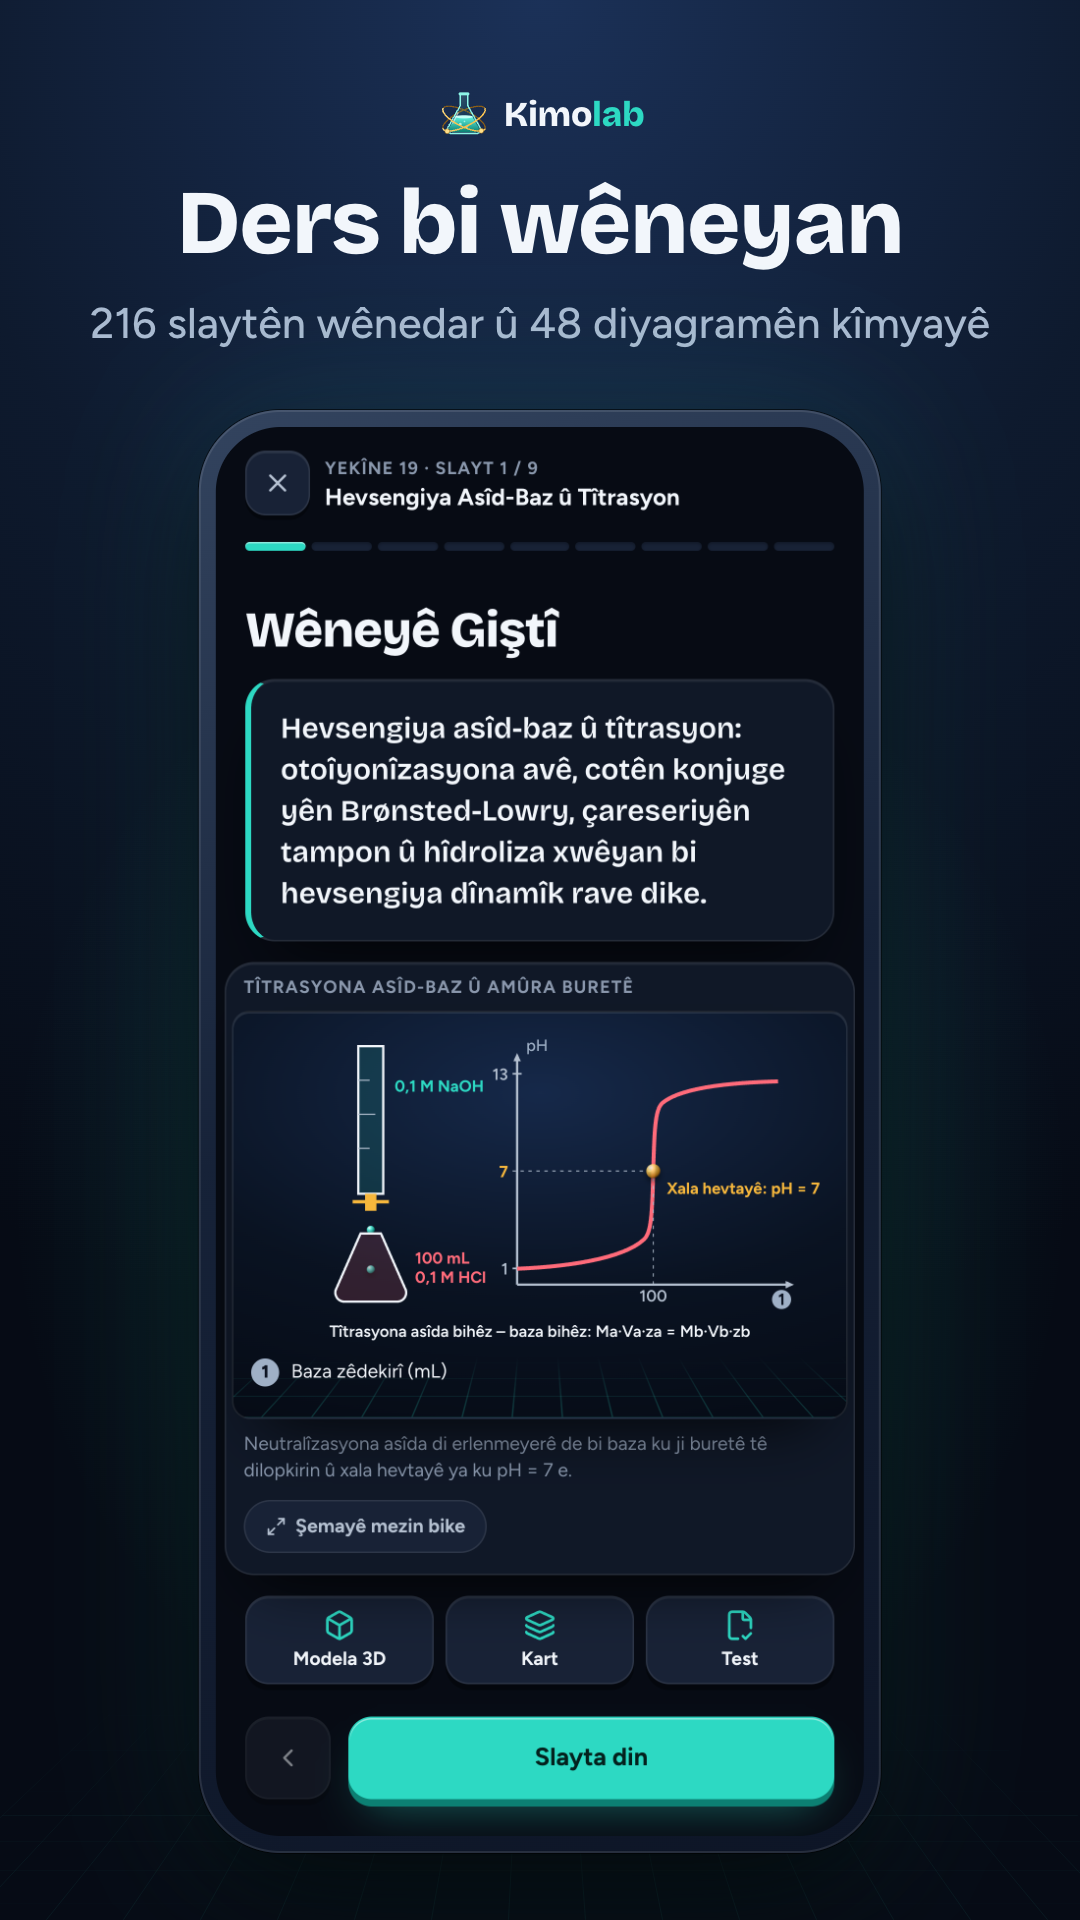 Kimolab
Ders bi wêneyan
216 slaytên wênedar û 48 diyagramên kîmyayê
YEKÎNE 19 · SLAYT 1 / 9
Hevsengiya Asîd-Baz û Tîtrasyon
Wêneyê Giştî
Hevsengiya asîd-baz û tîtrasyon:
otoîyonîzasyona avê, cotên konjuge
yên Brønsted-Lowry, çareseriyên
tampon û hîdroliza xwêyan bi
hevsengiya dînamîk rave dike.
TÎTRASYONA ASÎD-BAZ Û AMÛRA BURETÊ
pH
13
0,1 M NaOH
7
Xala hevtayê: pH = 7
100 mL
0,1 M HCl
1
100
1
Tîtrasyona asîda bihêz – baza bihêz: Ma·Va·za = Mb·Vb·zb
1 Baza zêdekirî (mL)
Neutralîzasyona asîda di erlenmeyerê de bi baza ku ji buretê tê
dilopkirin û xala hevtayê ya ku pH = 7 e.
Şemayê mezin bike
Modela 3D
Kart
Test
Slayta din